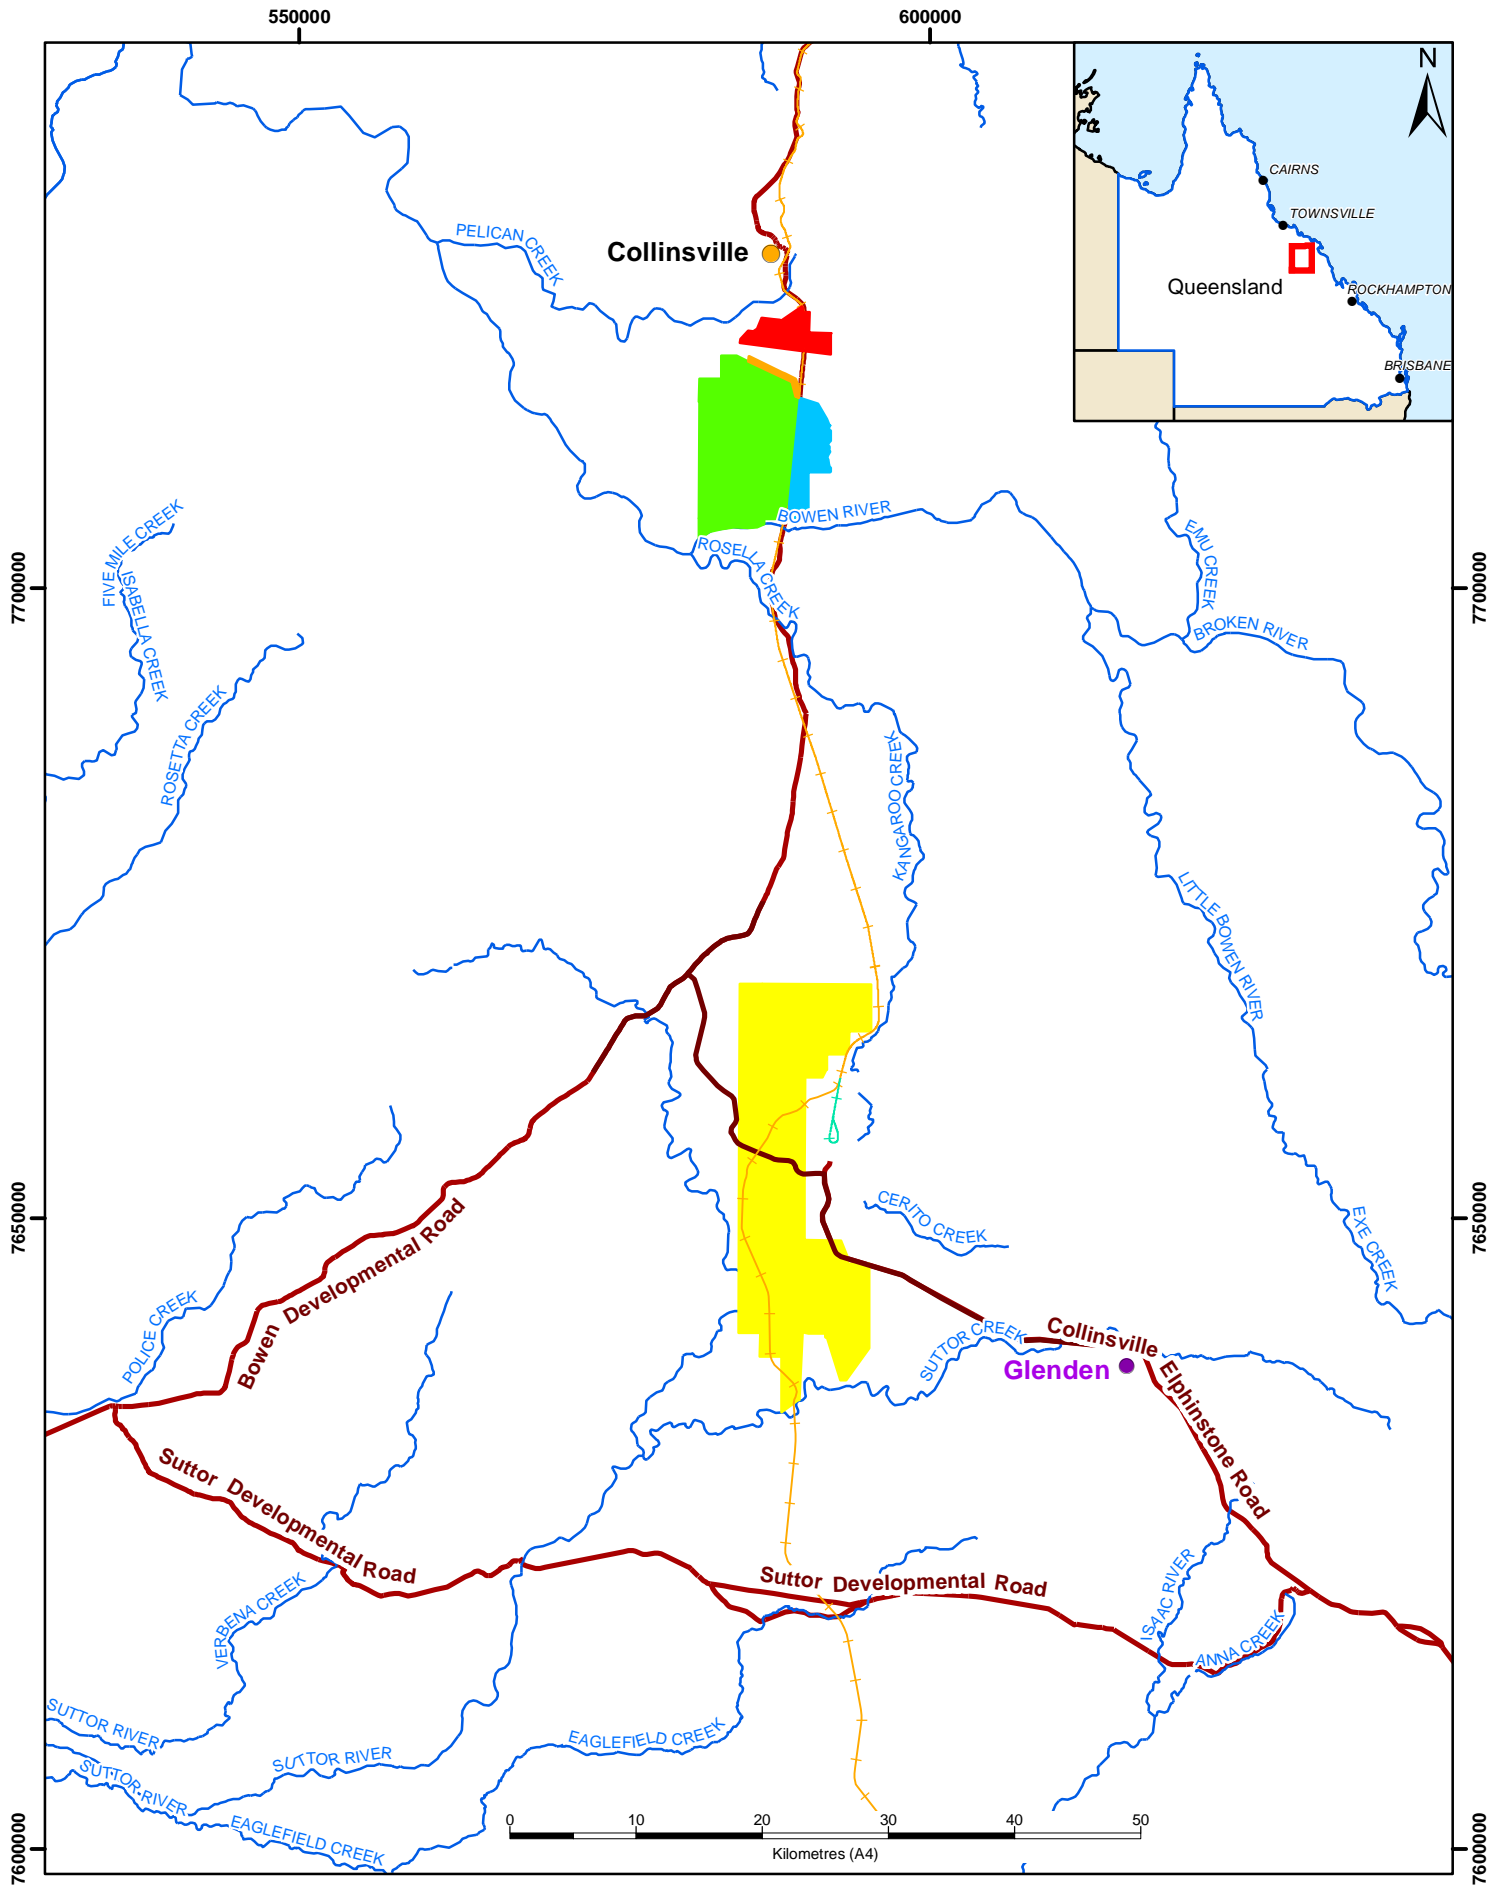 550000
600000
N
CAIRNS
TOWNSVILLE
Queensland
ROCKHAMPTON
BRISBANE
PELICAN CREEK
Collinsville
BOWEN RIVER
ROSELLA CREEK
FIVE MILE CREEK
ISABELLA CREEK
EMU CREEK
7700000
7700000
BROKEN RIVER
ROSETTA CREEK
KANGAROO CREEK
LITTLE BOWEN RIVER
CERITO CREEK
7650000
7650000
EXE CREEK
Bowen Developmental Road
POLICE CREEK
SUTTOR CREEK
Collinsville Elphinstone Road
Glenden
Suttor Developmental Road
Suttor Developmental Road
VERBENA CREEK
ISAAC RIVER
ANNA CREEK
SUTTOR RIVER
SUTTOR RIVER
SUTTOR RIVER
EAGLEFIELD CREEK
EAGLEFIELD CREEK
0 10 20 30 40 50
Kilometres (A4)
7600000
7600000